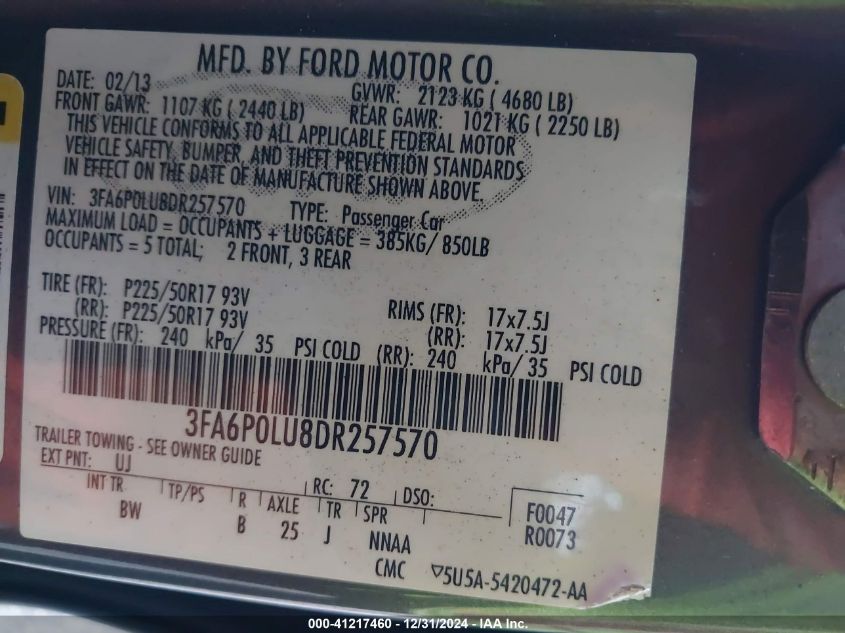 MFD. BY FORD MOTOR CO.
DATE: 02/13 GVWR: 2123 KG ( 4680 LB)
FRONT GAWR: 1107 KG ( 2440 LB) REAR GAWR: 1021 KG ( 2250 LB)
THIS VEHICLE CONFORMS TO ALL APPLICABLE FEDERAL MOTOR
VEHICLE SAFETY, BUMPER, AND THEFT PREVENTION STANDARDS
IN EFFECT ON THE DATE OF MANUFACTURE SHOWN ABOVE.
VIN: 3FA6P0LU8DR257570 TYPE: Passenger Car
MAXIMUM LOAD = OCCUPANTS + LUGGAGE = 385KG/ 850LB
OCCUPANTS = 5 TOTAL; 2 FRONT, 3 REAR
TIRE (FR): P225/50R17 93V RIMS (FR): 17x7.5J
(RR): P225/50R17 93V (RR): 17x7.5J
PRESSURE (FR): 240 kPa/ 35 PSI COLD (RR): 240 kPa/ 35 PSI COLD
3FA6P0LU8DR257570
TRAILER TOWING - SEE OWNER GUIDE
EXT PNT: UJ RC: 72 DSO:
INT TR TP/PS R AXLE TR SPR F0047
BW B 25 J NNAA R0073
CMC ▽5U5A-5420472-AA
000-41217460 - 12/31/2024 - IAA Inc.